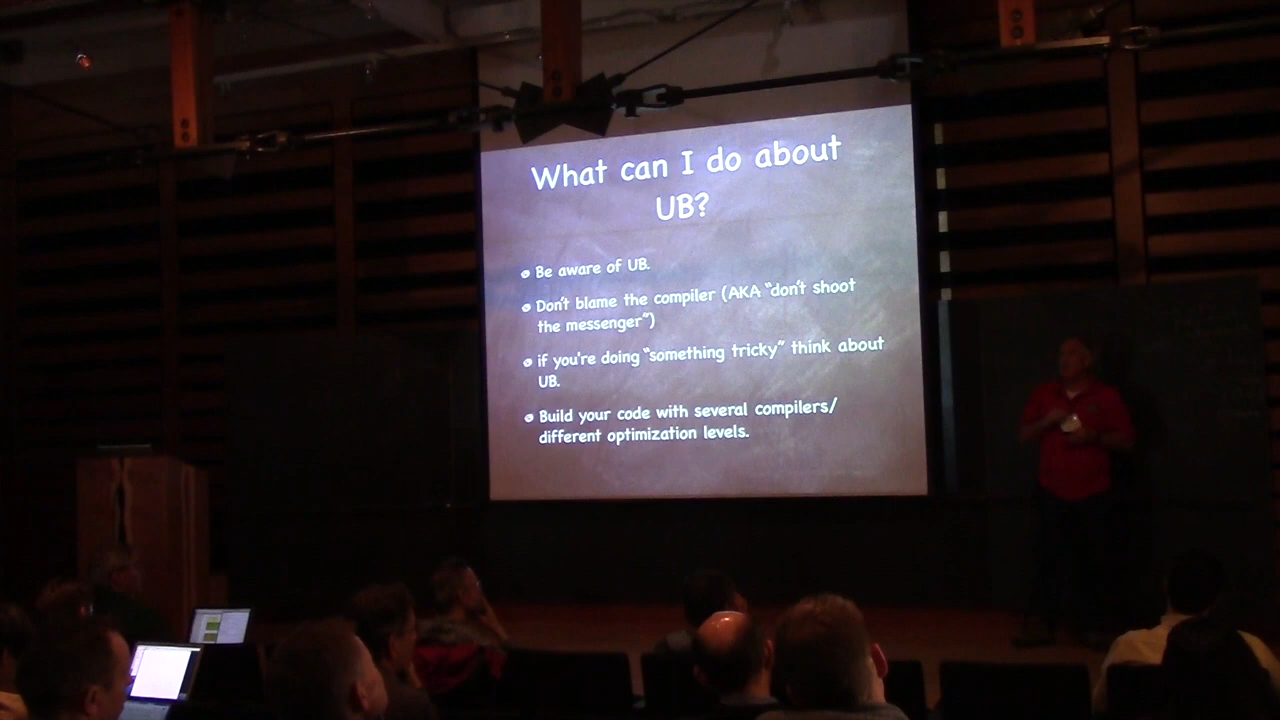 What can I do about
UB?
Be aware of UB.
Don't blame the compiler (AKA "don't shoot
the messenger")
if you're doing "something tricky" think about
UB.
Build your code with several compilers/
different optimization levels.